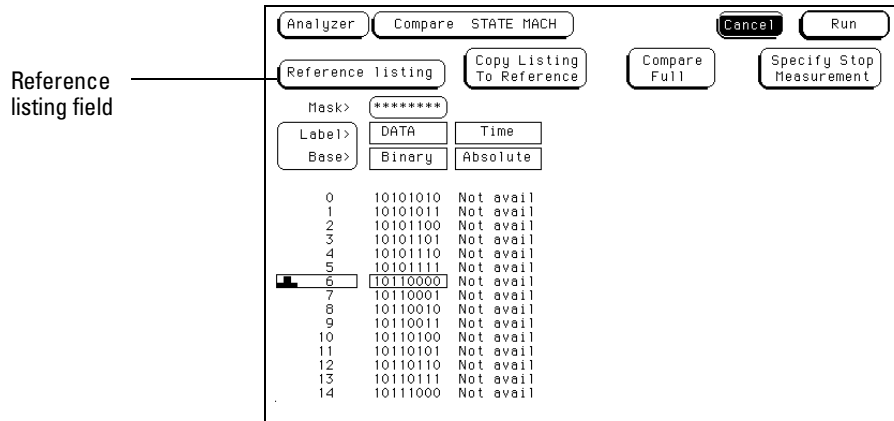 Analyzer Compare STATE MACH Cancel Run
Reference listing Copy Listing To Reference Compare Full Specify Stop Measurement
Reference listing field
Mask> ********
Label> DATA Time
Base> Binary Absolute
0 10101010 Not avail
1 10101011 Not avail
2 10101100 Not avail
3 10101101 Not avail
4 10101110 Not avail
5 10101111 Not avail
6 10110000 Not avail
7 10110001 Not avail
8 10110010 Not avail
9 10110011 Not avail
10 10110100 Not avail
11 10110101 Not avail
12 10110110 Not avail
13 10110111 Not avail
14 10111000 Not avail